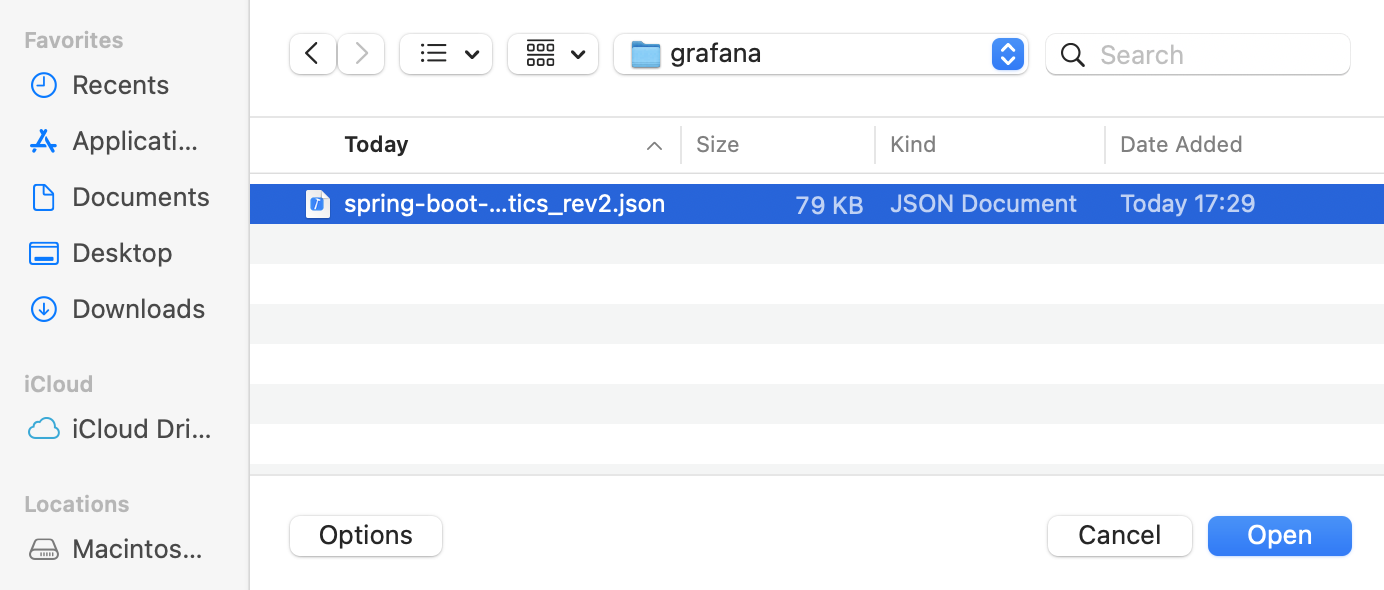 Favorites
Recents
Applicati...
Documents
Desktop
Downloads
iCloud
iCloud Dri...
Locations
Macintos...
grafana
Search
Today Size Kind Date Added
spring-boot-...tics_rev2.json 79 KB JSON Document Today 17:29
Options Cancel Open